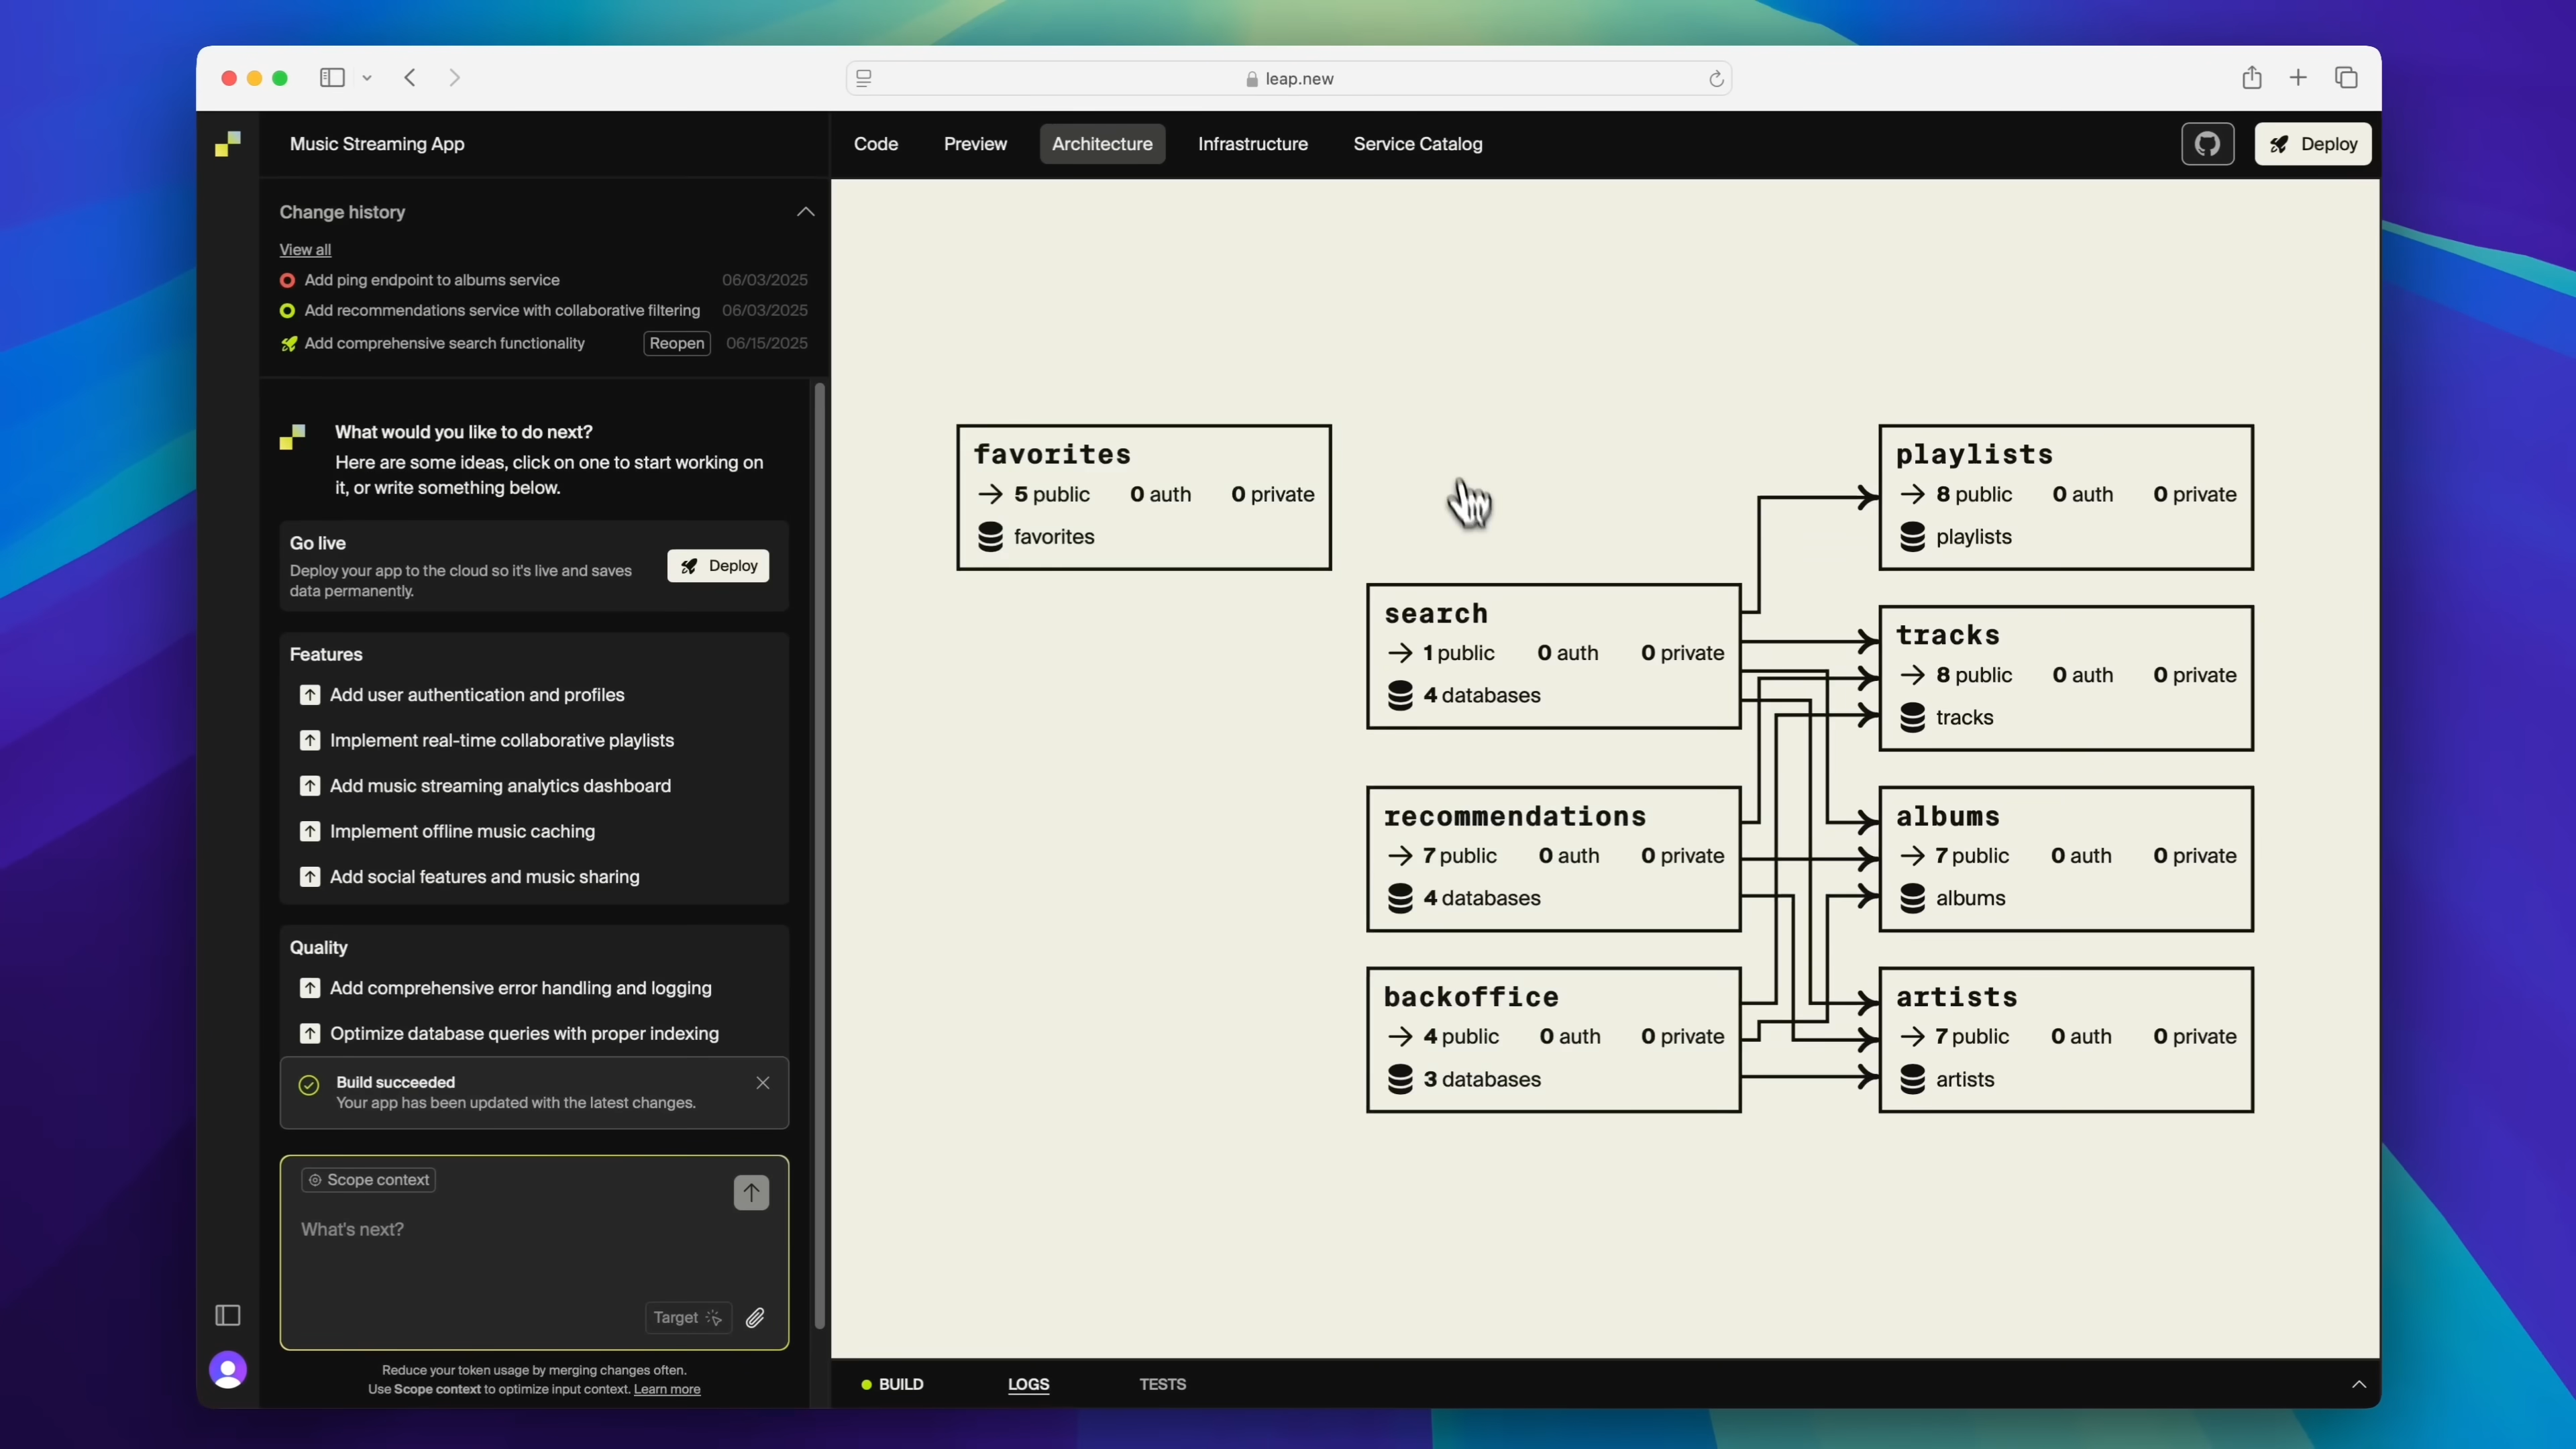 leap.new
Music Streaming App
Code Preview Architecture Infrastructure Service Catalog
Deploy
Change history
View all
Add ping endpoint to albums service 06/03/2025
Add recommendations service with collaborative filtering 06/03/2025
Add comprehensive search functionality Reopen 06/15/2025
What would you like to do next?
Here are some ideas, click on one to start working on
it, or write something below.
Go live
Deploy your app to the cloud so it's live and saves
data permanently.
Deploy
Features
Add user authentication and profiles
Implement real-time collaborative playlists
Add music streaming analytics dashboard
Implement offline music caching
Add social features and music sharing
Quality
Add comprehensive error handling and logging
Optimize database queries with proper indexing
Build succeeded
Your app has been updated with the latest changes.
Scope context
What's next?
Target
Reduce your token usage by merging changes often.
Use Scope context to optimize input context. Learn more
favorites
5 public 0 auth 0 private
favorites
search
1 public 0 auth 0 private
4 databases
recommendations
7 public 0 auth 0 private
4 databases
backoffice
4 public 0 auth 0 private
3 databases
playlists
8 public 0 auth 0 private
playlists
tracks
8 public 0 auth 0 private
tracks
albums
7 public 0 auth 0 private
albums
artists
7 public 0 auth 0 private
artists
BUILD LOGS TESTS